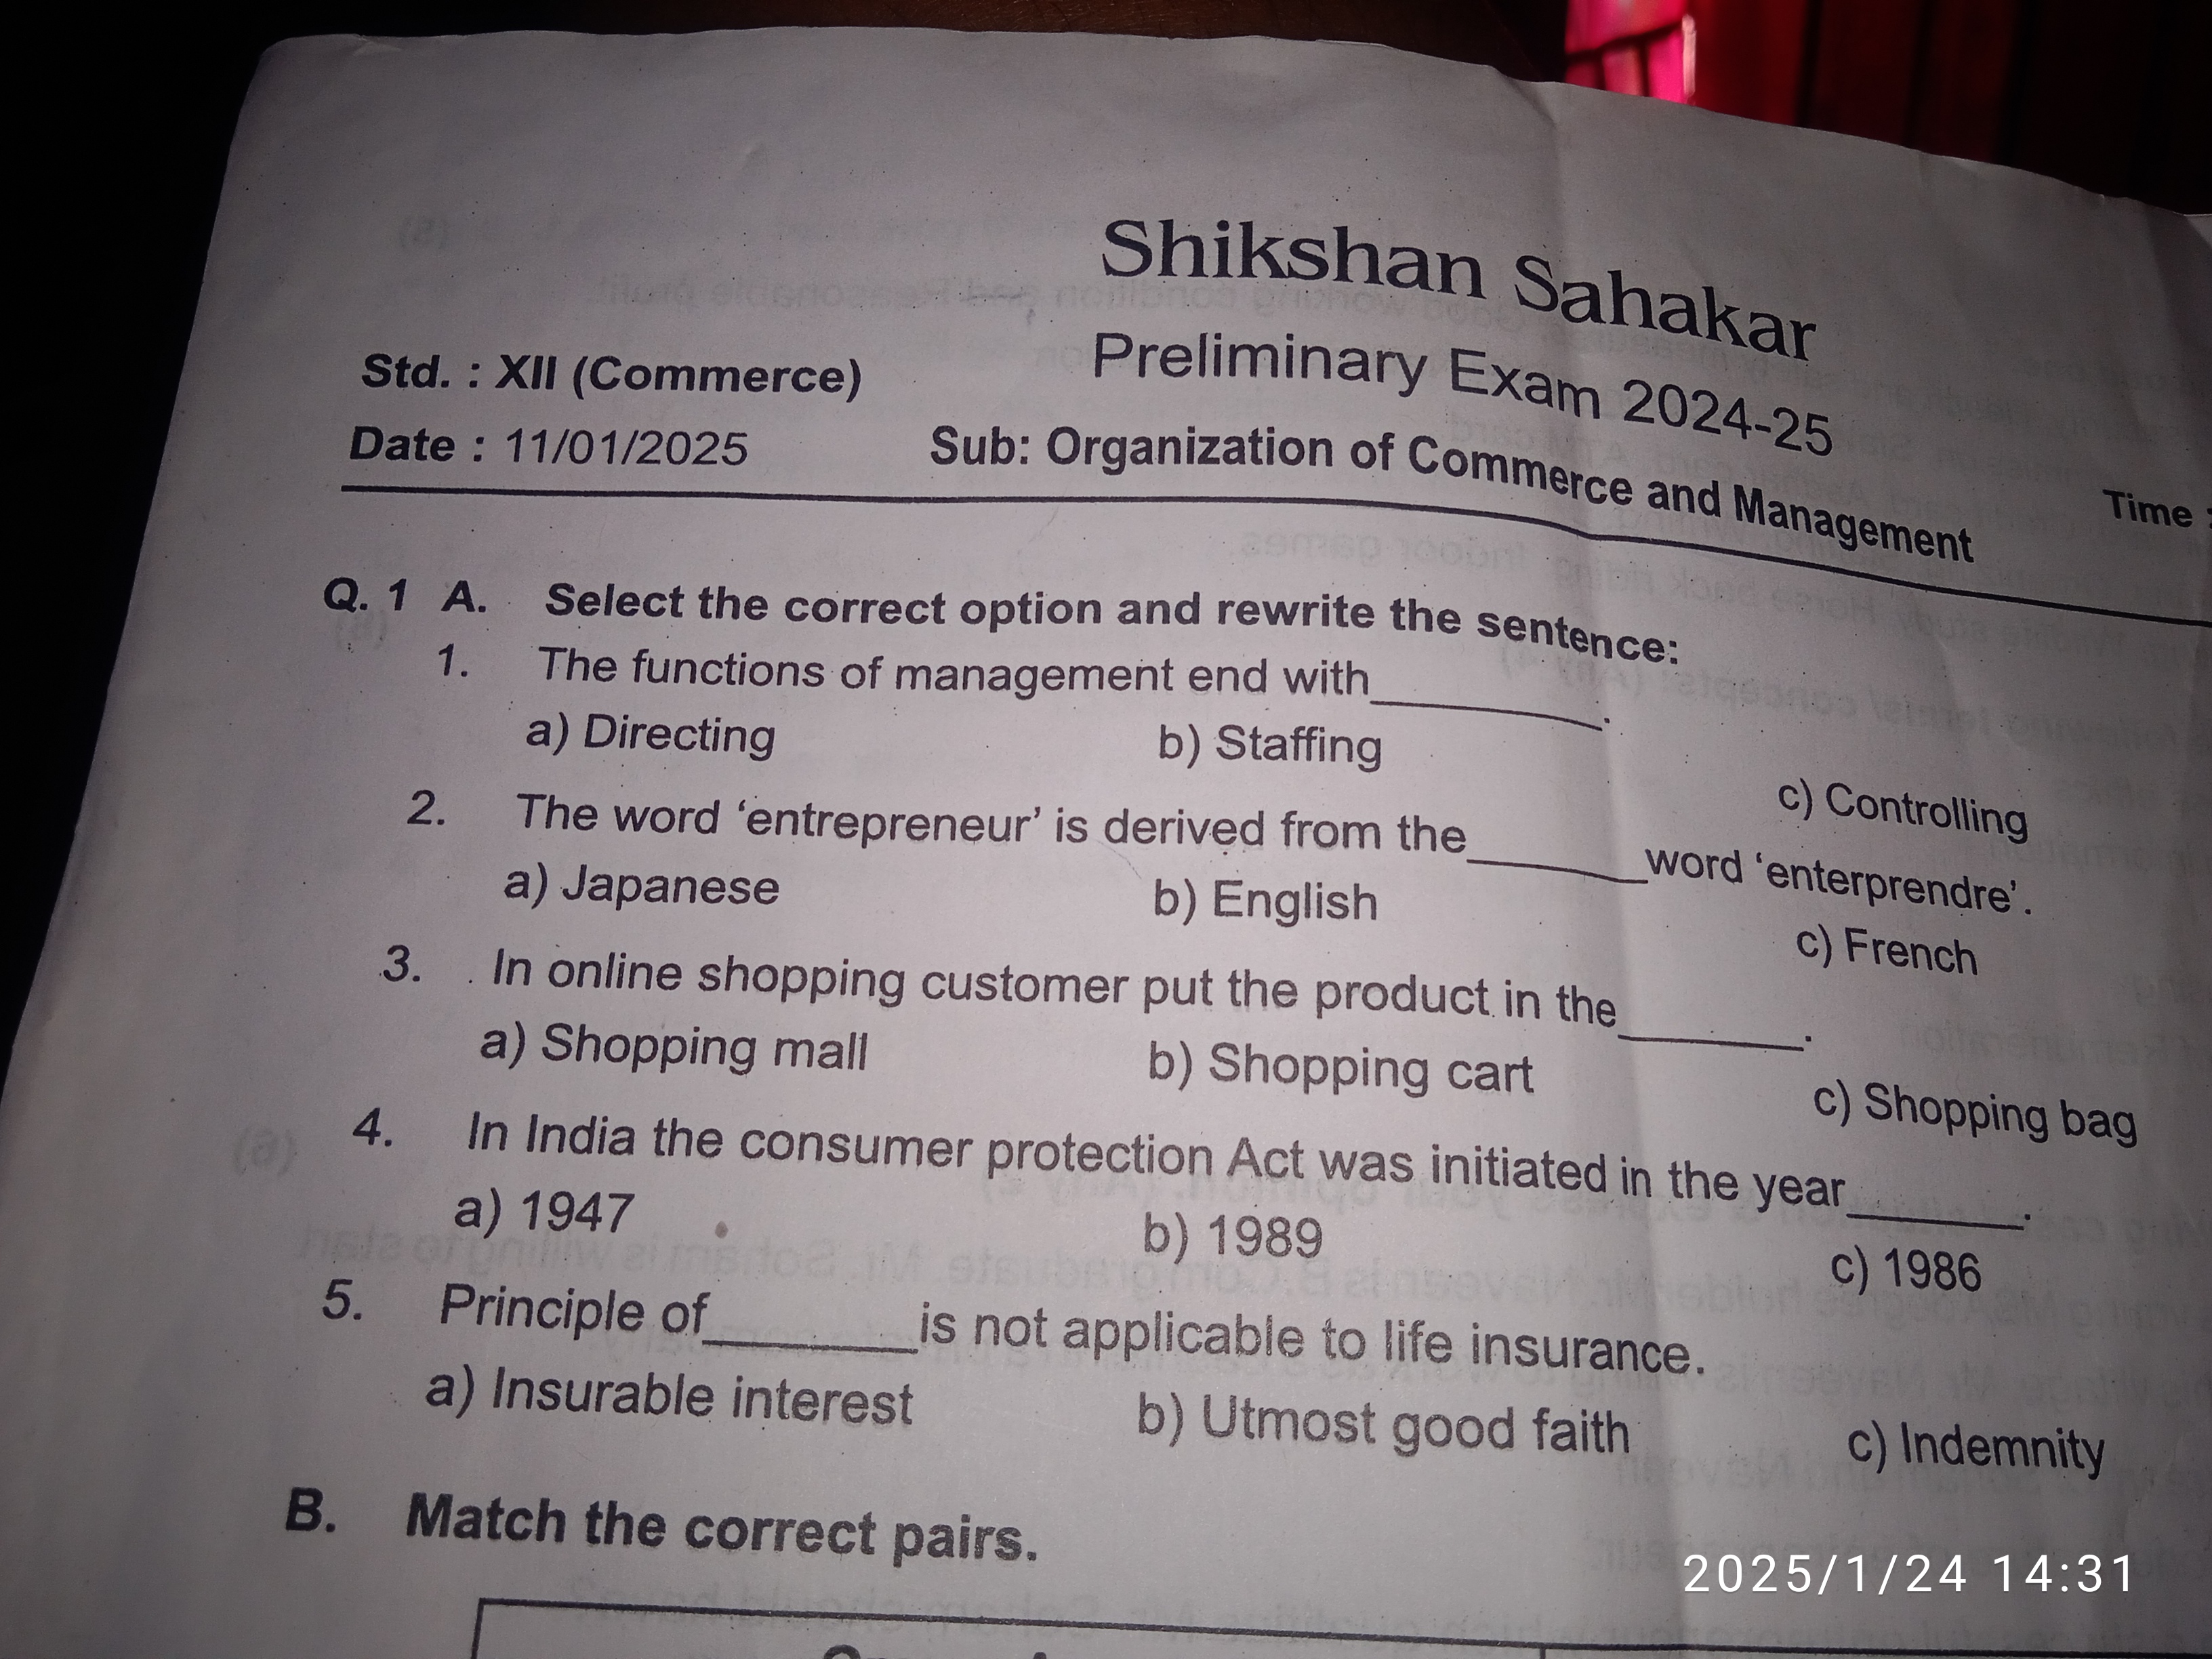 Shikshan Sahakar
Preliminary Exam 2024-25
Std. : XII (Commerce)
Date : 11/01/2025 Sub: Organization of Commerce and Management Time :
Q. 1 A. Select the correct option and rewrite the sentence:
1. The functions of management end with_______.
a) Directing b) Staffing c) Controlling
2. The word ‘entrepreneur’ is derived from the______word ‘enterprendre’.
a) Japanese b) English c) French
3. In online shopping customer put the product in the______.
a) Shopping mall b) Shopping cart c) Shopping bag
4. In India the consumer protection Act was initiated in the year______.
a) 1947 b) 1989 c) 1986
5. Principle of_______is not applicable to life insurance.
a) Insurable interest b) Utmost good faith c) Indemnity
B. Match the correct pairs.
2025/1/24 14:31